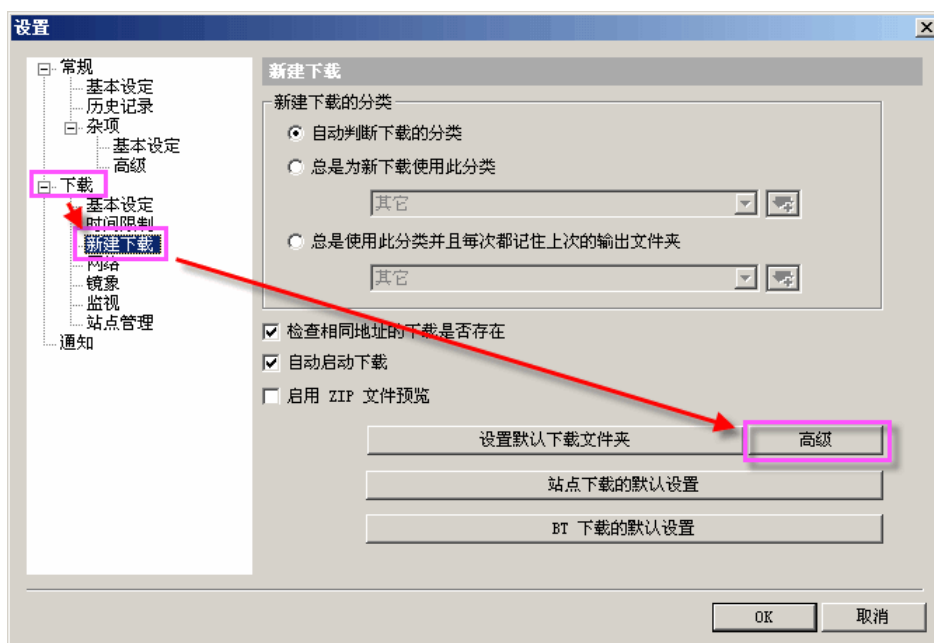 设置
常规
基本设定
历史记录
杂项
基本设定
高级
下载
基本设定
时间限制
新建下载
网络
镜象
监视
站点管理
通知
新建下载
新建下载的分类
自动判断下载的分类
总是为新下载使用此分类
其它
总是使用此分类并且每次都记住上次的输出文件夹
其它
检查相同地址的下载是否存在
自动启动下载
启用 ZIP 文件预览
设置默认下载文件夹
高级
站点下载的默认设置
BT 下载的默认设置
OK
取消